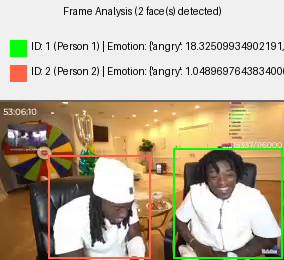 Frame Analysis (2 face(s) detected)
ID: 1 (Person 1) | Emotion: {'angry': 18.32509934902191,
ID: 2 (Person 2) | Emotion: {'angry': 1.048969764383400
53:06:10